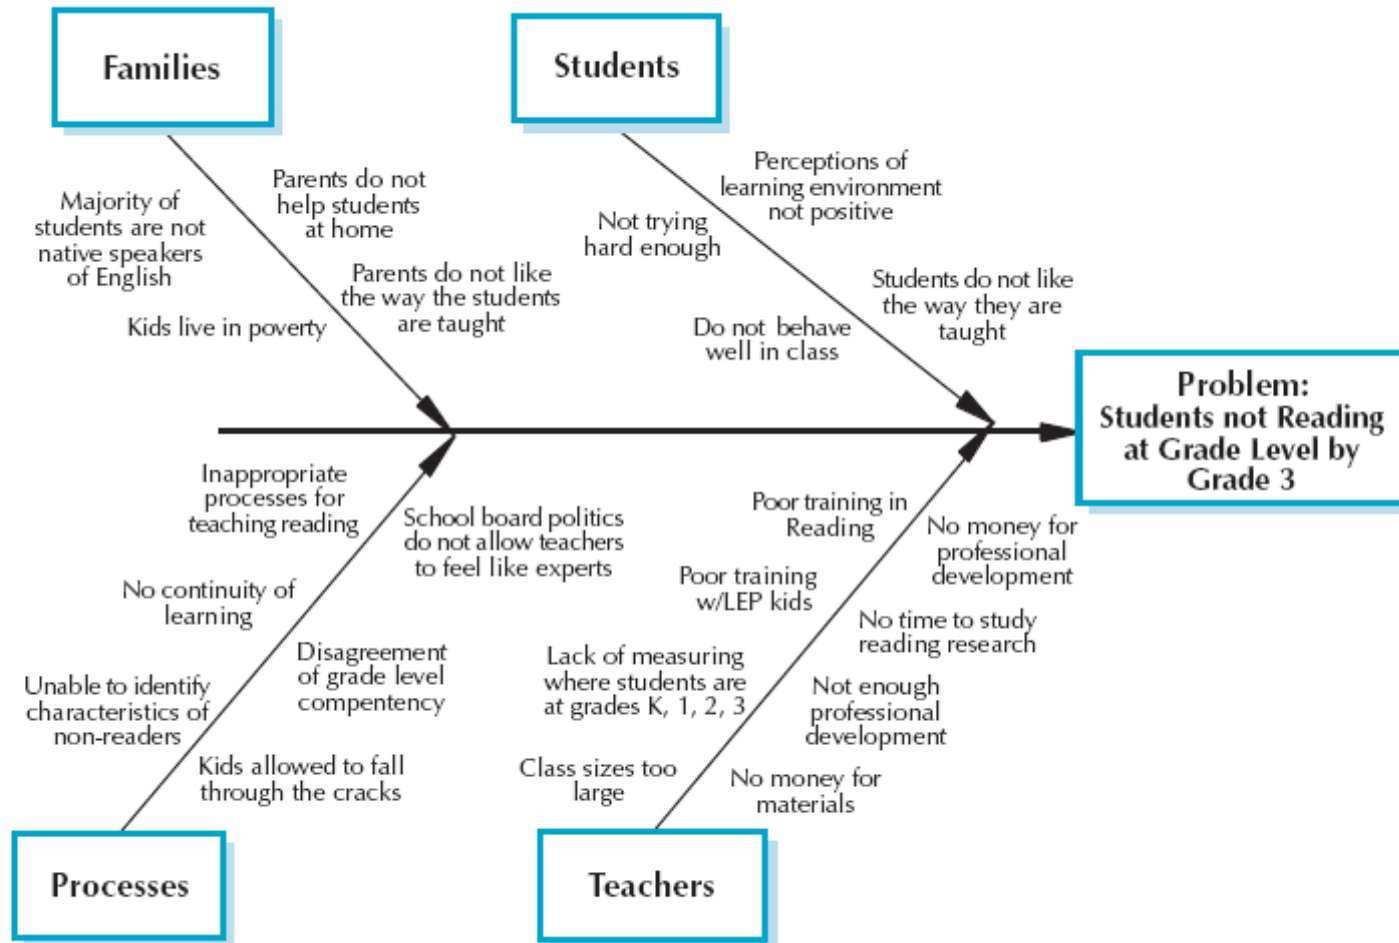 Families
Students
Majority of
students are not
native speakers
of English
Parents do not
help students
at home
Kids live in poverty
Parents do not like
the way the students
are taught
Perceptions of
learning environment
not positive
Not trying
hard enough
Students do not like
the way they are
taught
Do not behave
well in class
Problem:
Students not Reading
at Grade Level by
Grade 3
Inappropriate
processes for
teaching reading
School board politics
do not allow teachers
to feel like experts
No continuity of
learning
Disagreement
of grade level
compentency
Unable to identify
characteristics of
non-readers
Kids allowed to fall
through the cracks
Poor training in
Reading
No money for
professional
development
Poor training
w/LEP kids
No time to study
reading research
Lack of measuring
where students are
at grades K, 1, 2, 3
Not enough
professional
development
Class sizes too
large
No money for
materials
Processes
Teachers